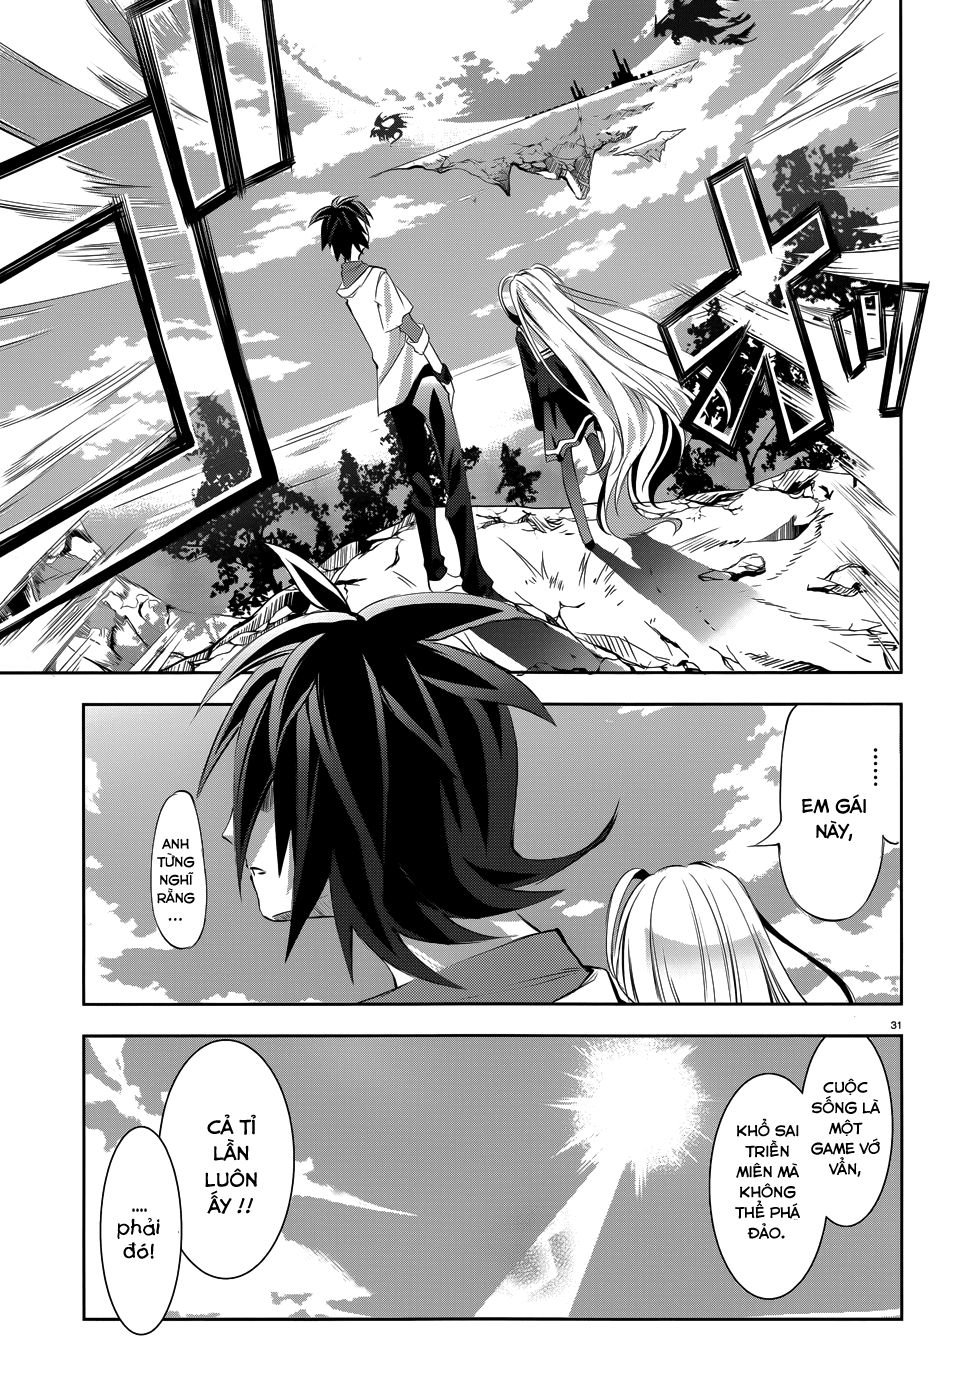 ......
EM GÁI
NÀY,
ANH
TỪNG
NGHĨ
RẰNG
...
31
CUỘC
SỐNG LÀ
MỘT
GAME VỚ
VẨN,
KHỔ SAI
TRIỀN
MIÊN MÀ
KHÔNG
THỂ PHÁ
ĐẢO.
CẢ TỈ
LẦN
LUÔN
ẤY !!
....
phải
đó!